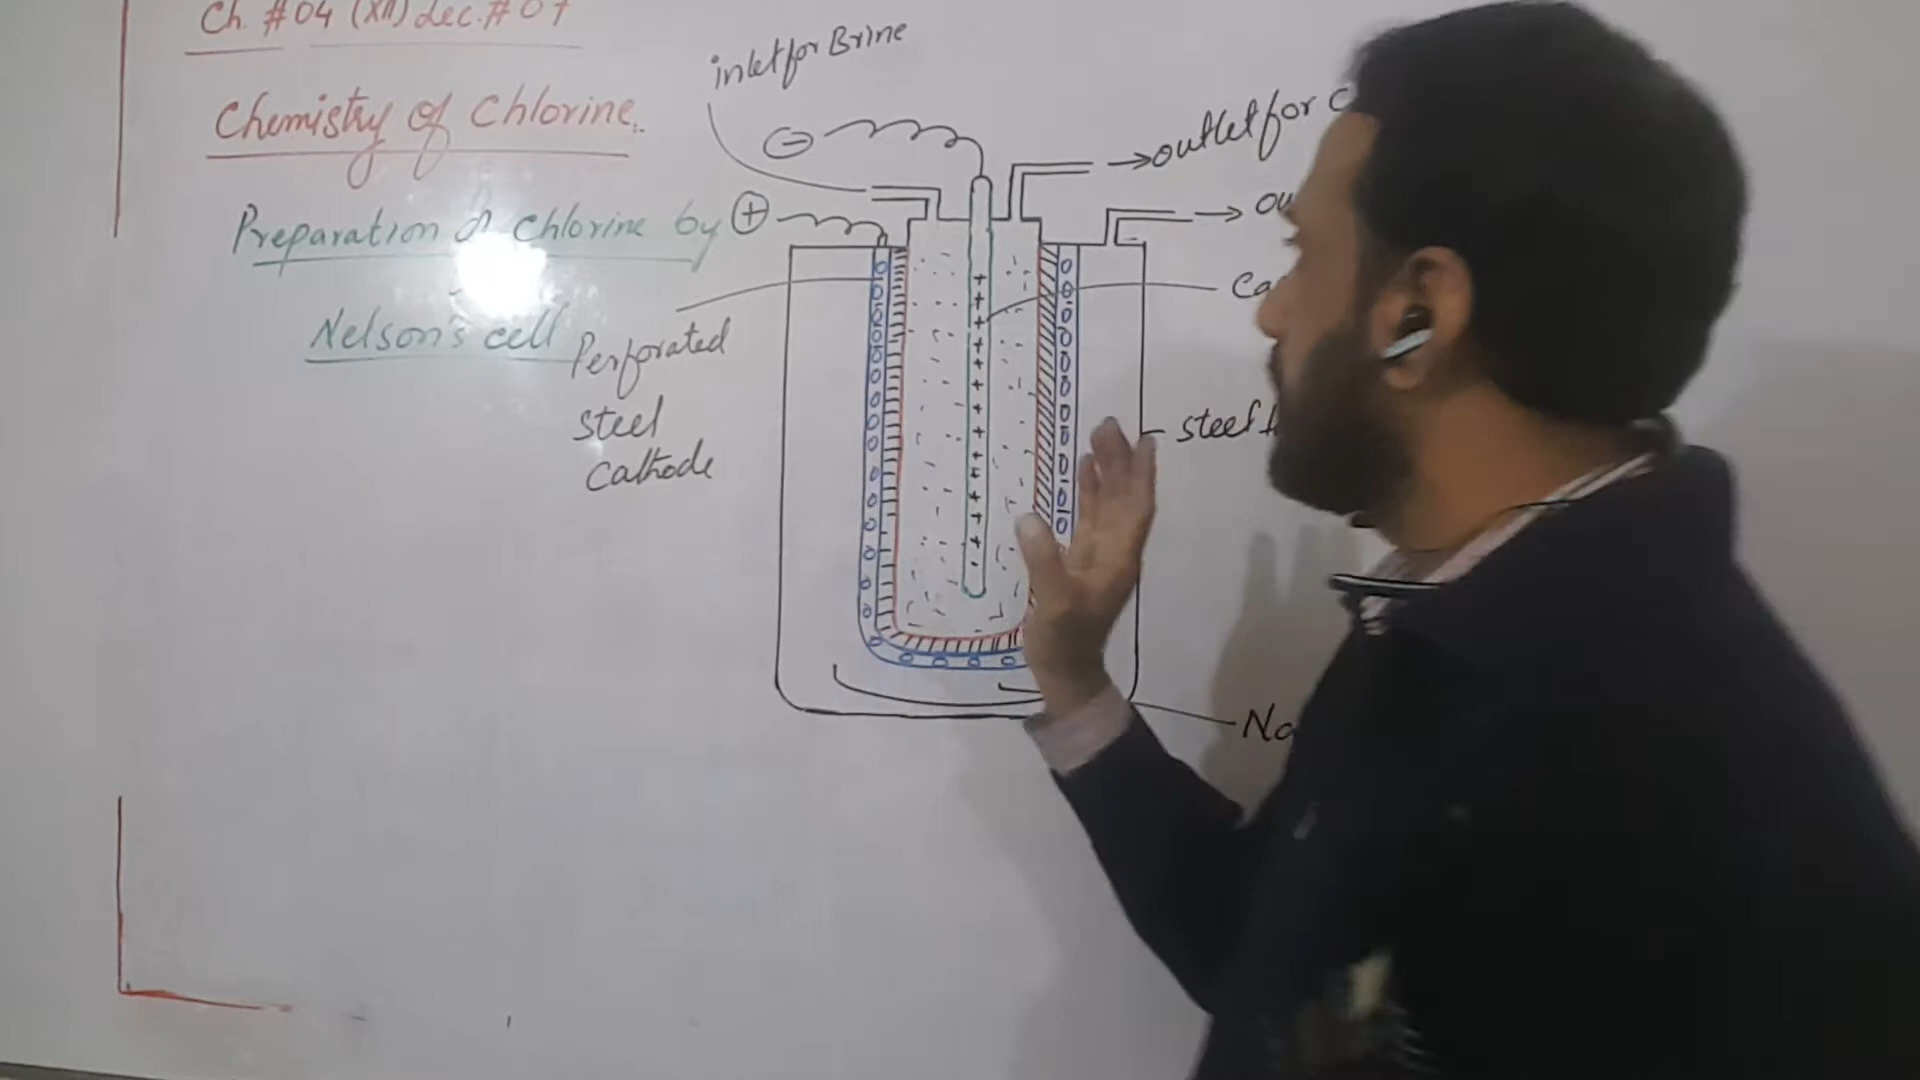 Ch. #04 (XII) Lec. #07
Chemistry of Chlorine.
Preparation of chlorine by
Nelson's cell
inlet for Brine
outlet for
Perforated
steel
cathode
steel